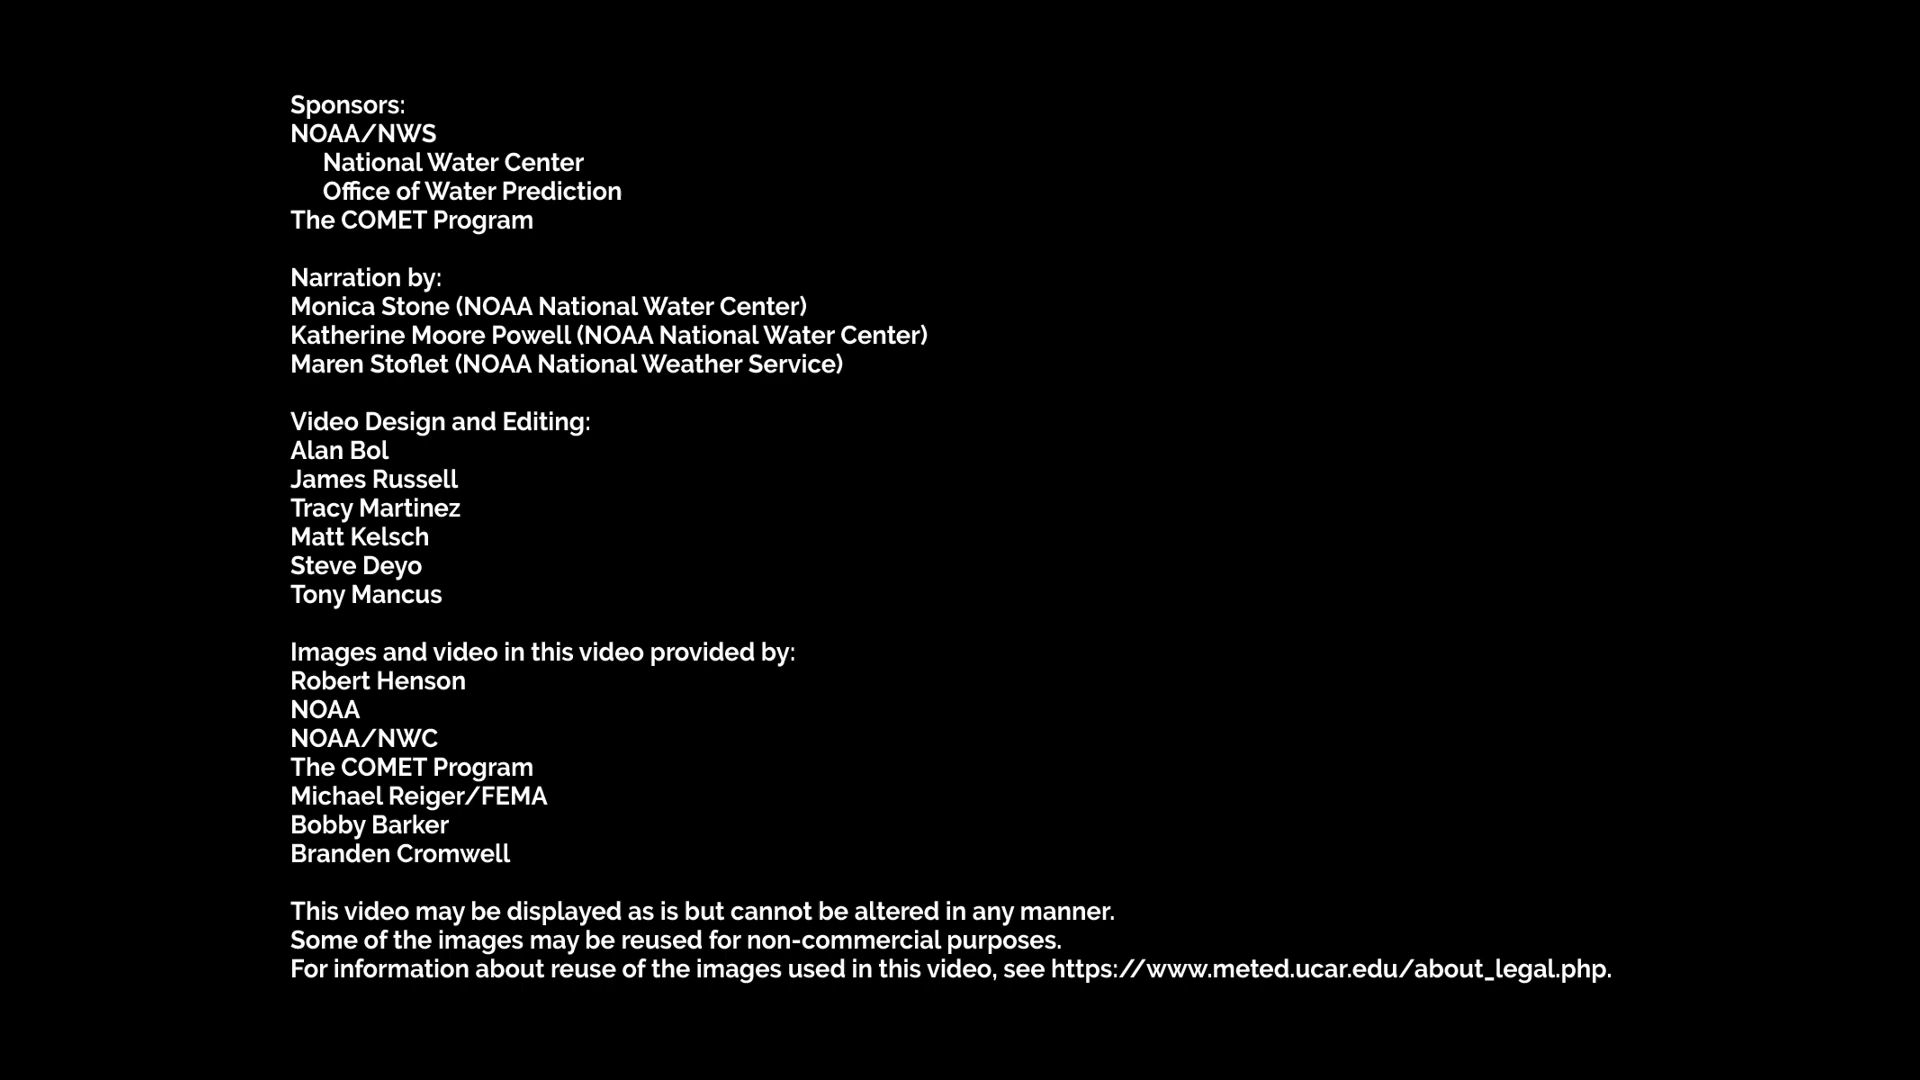 Sponsors:
NOAA/NWS
National Water Center
Office of Water Prediction
The COMET Program
Narration by:
Monica Stone (NOAA National Water Center)
Katherine Moore Powell (NOAA National Water Center)
Maren Stoflet (NOAA National Weather Service)
Video Design and Editing:
Alan Bol
James Russell
Tracy Martinez
Matt Kelsch
Steve Deyo
Tony Mancus
Images and video in this video provided by:
Robert Henson
NOAA
NOAA/NWC
The COMET Program
Michael Reiger/FEMA
Bobby Barker
Branden Cromwell
This video may be displayed as is but cannot be altered in any manner.
Some of the images may be reused for non-commercial purposes.
For information about reuse of the images used in this video, see https://www.meted.ucar.edu/about_legal.php.